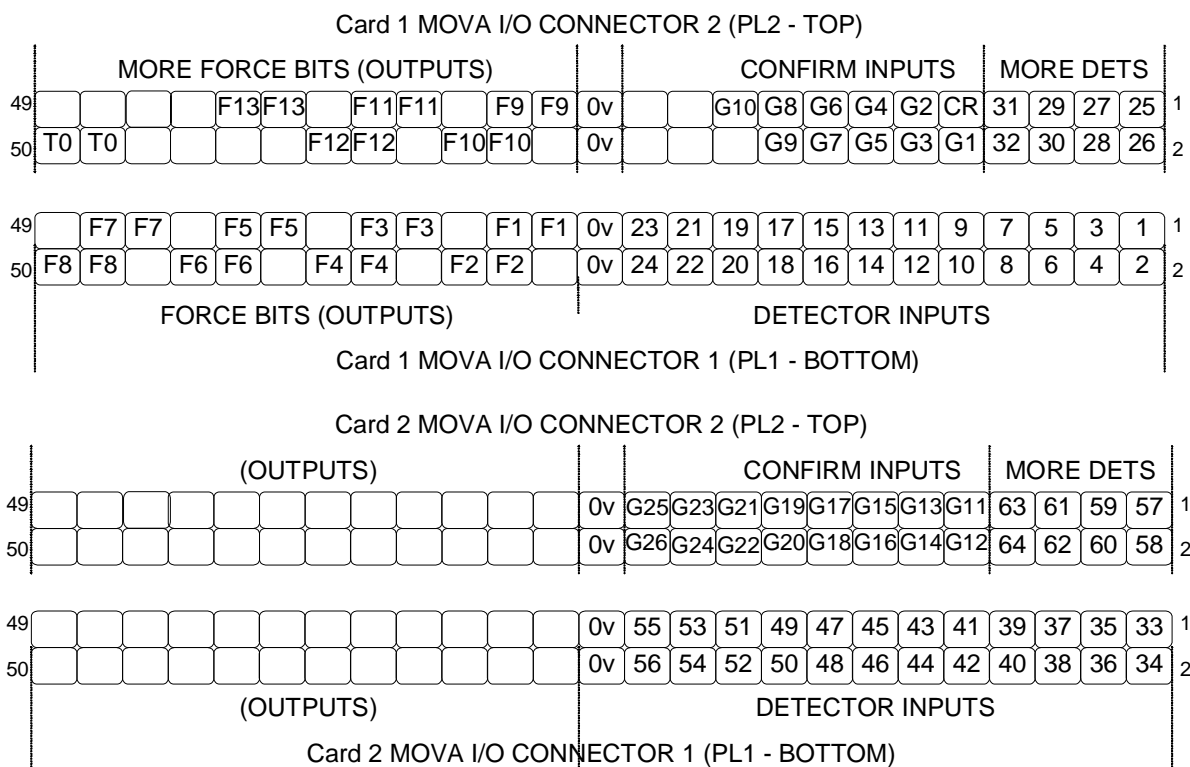 Card 1 MOVA I/O CONNECTOR 2 (PL2 - TOP)
MORE FORCE BITS (OUTPUTS) CONFIRM INPUTS MORE DETS
49 F13 F13 F11 F11 F9 F9 0v G10 G8 G6 G4 G2 CR 31 29 27 25 1
50 T0 T0 F12 F12 F10 F10 0v G9 G7 G5 G3 G1 32 30 28 26 2
49 F7 F7 F5 F5 F3 F3 F1 F1 0v 23 21 19 17 15 13 11 9 7 5 3 1 1
50 F8 F8 F6 F6 F4 F4 F2 F2 0v 24 22 20 18 16 14 12 10 8 6 4 2 2
FORCE BITS (OUTPUTS) DETECTOR INPUTS
Card 1 MOVA I/O CONNECTOR 1 (PL1 - BOTTOM)
Card 2 MOVA I/O CONNECTOR 2 (PL2 - TOP)
(OUTPUTS) CONFIRM INPUTS MORE DETS
49 0v G25 G23 G21 G19 G17 G15 G13 G11 63 61 59 57 1
50 0v G26 G24 G22 G20 G18 G16 G14 G12 64 62 60 58 2
49 0v 55 53 51 49 47 45 43 41 39 37 35 33 1
50 0v 56 54 52 50 48 46 44 42 40 38 36 34 2
(OUTPUTS) DETECTOR INPUTS
Card 2 MOVA I/O CONNECTOR 1 (PL1 - BOTTOM)